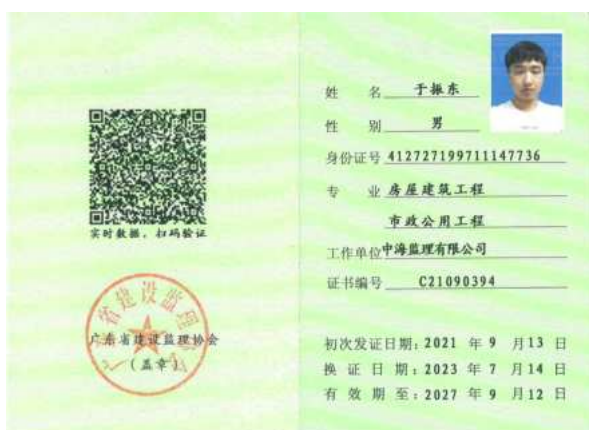 实时数据，扫码验证
广东省建设监理协会
（盖章）
姓 名 于振东
性 别 男
身份证号 412727199711147736
专 业 房屋建筑工程
市政公用工程
工作单位 中海监理有限公司
证书编号 C21090394
初次发证日期：2021 年 9 月 13 日
换 证 日 期：2023 年 7 月 14 日
有 效 期 至：2027 年 9 月 12 日